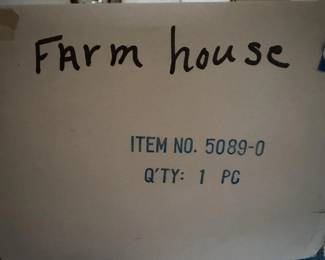 Farm house
ITEM NO. 5089-0
Q'TY: 1 PC